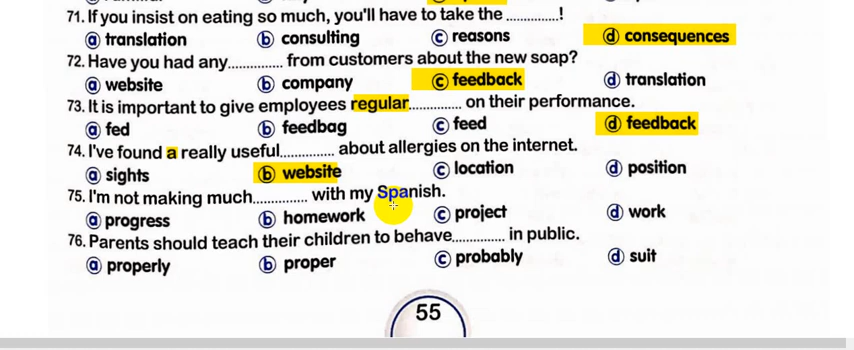 71. If you insist on eating so much, you'll have to take the ..............!
ⓐ translation ⓑ consulting ⓒ reasons ⓓ consequences
72. Have you had any.............. from customers about the new soap?
ⓐ website ⓑ company ⓒ feedback ⓓ translation
73. It is important to give employees regular.............. on their performance.
ⓐ fed ⓑ feedbag ⓒ feed ⓓ feedback
74. I've found a really useful.............. about allergies on the internet.
ⓐ sights ⓑ website ⓒ location ⓓ position
75. I'm not making much.............. with my Spanish.
ⓐ progress ⓑ homework ⓒ project ⓓ work
76. Parents should teach their children to behave.............. in public.
ⓐ properly ⓑ proper ⓒ probably ⓓ suit
55